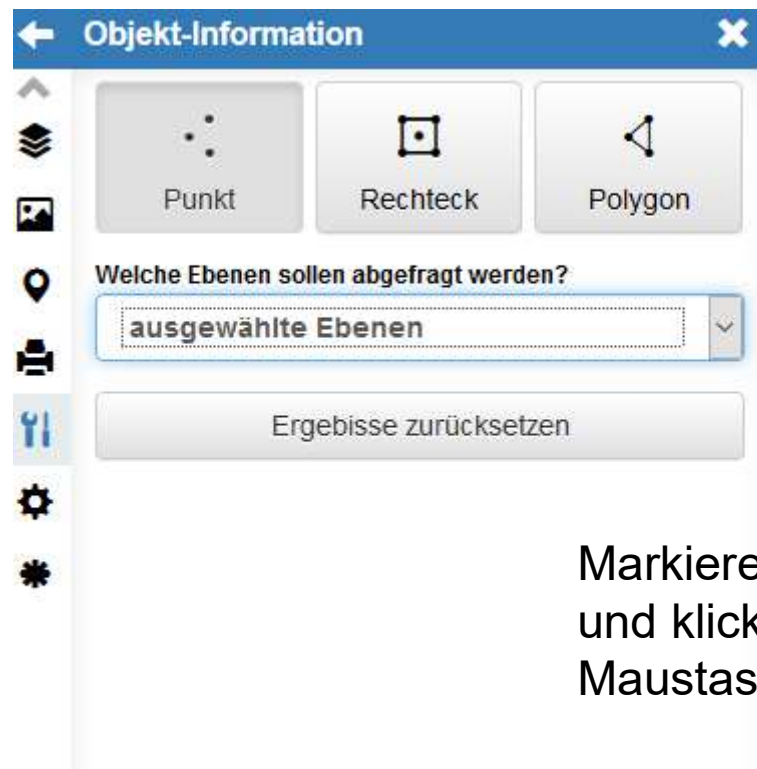 Objekt-Information
Punkt
Rechteck
Polygon
Welche Ebenen sollen abgefragt werden?
ausgewählte Ebenen
Ergebisse zurücksetzen
Markiere
und klick
Maustas